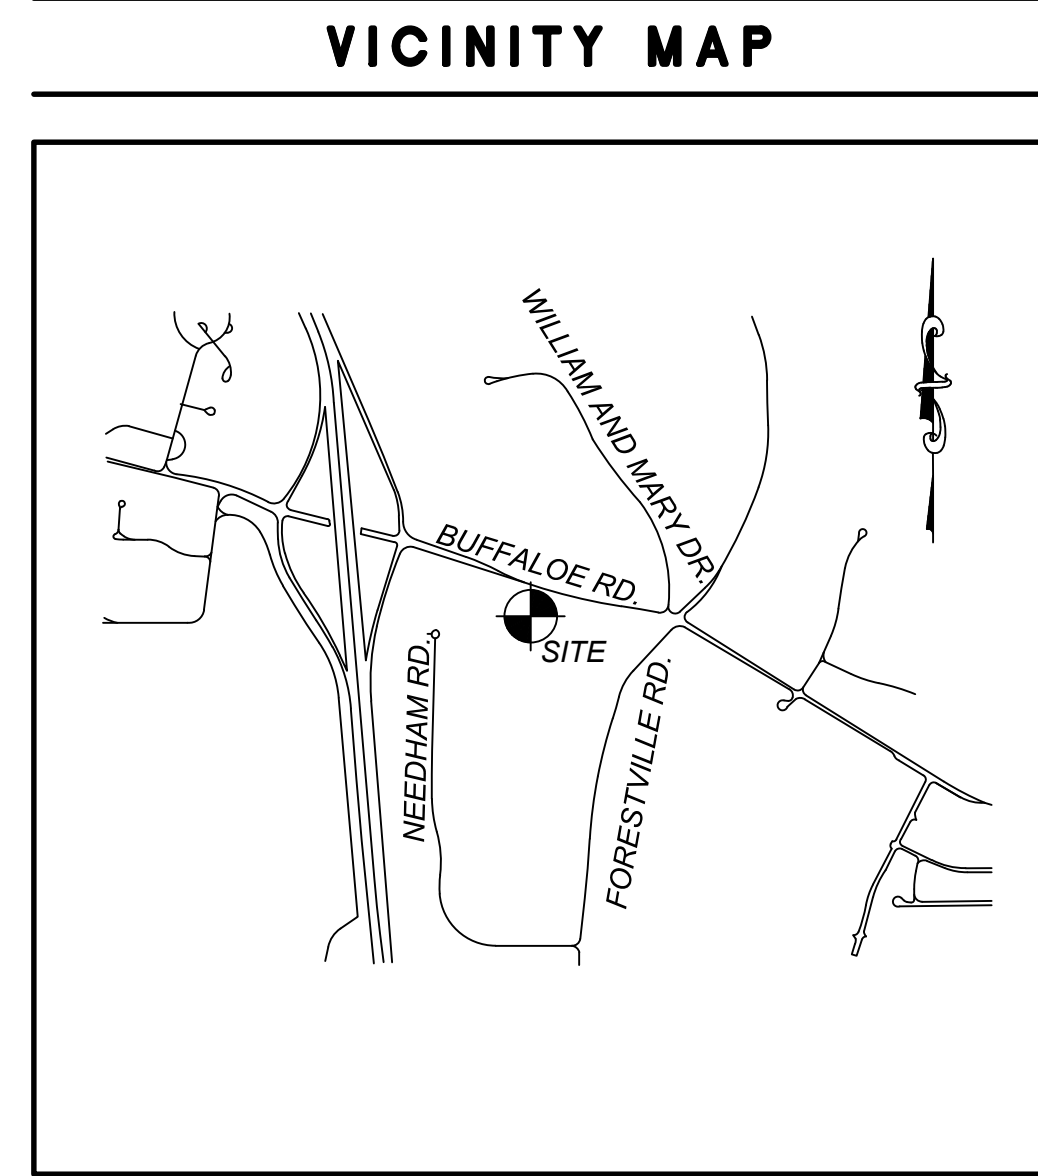 VICINITY MAP
WILLIAM AND MARY DR.
BUFFALOE RD.
SITE
NEEDHAM RD.
FORESTVILLE RD.